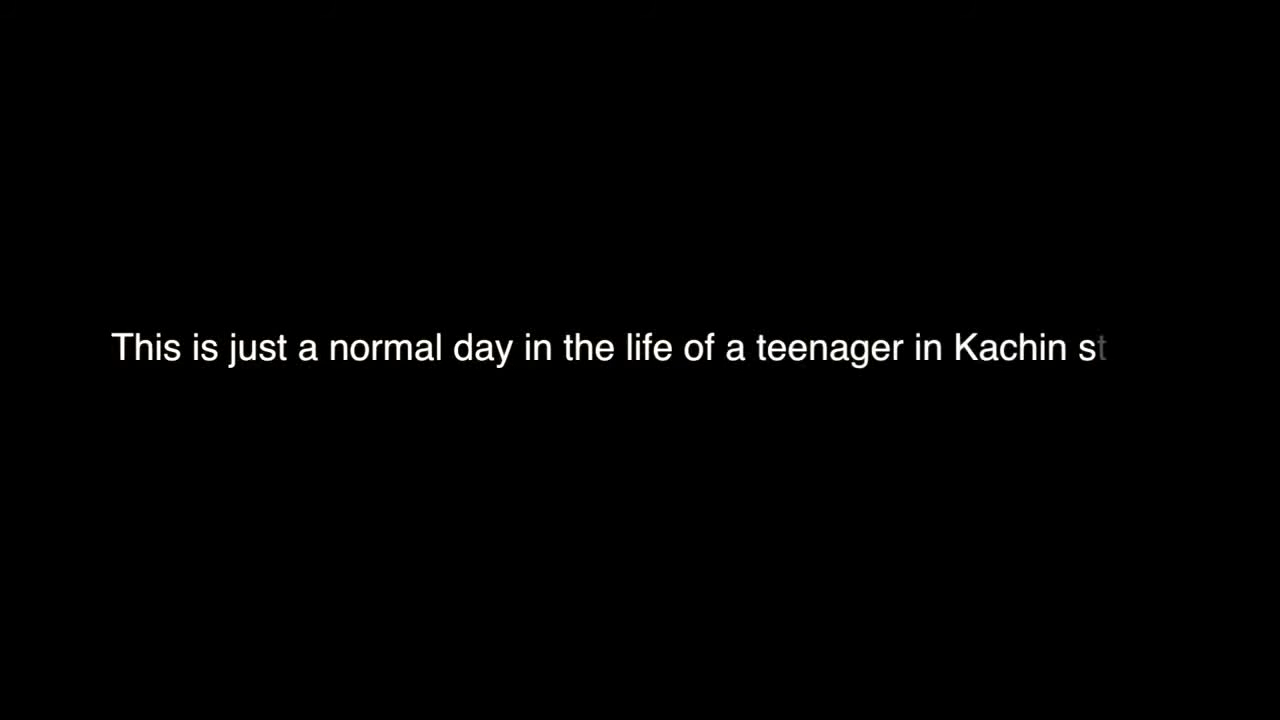 This is just a normal day in the life of a teenager in Kachin st